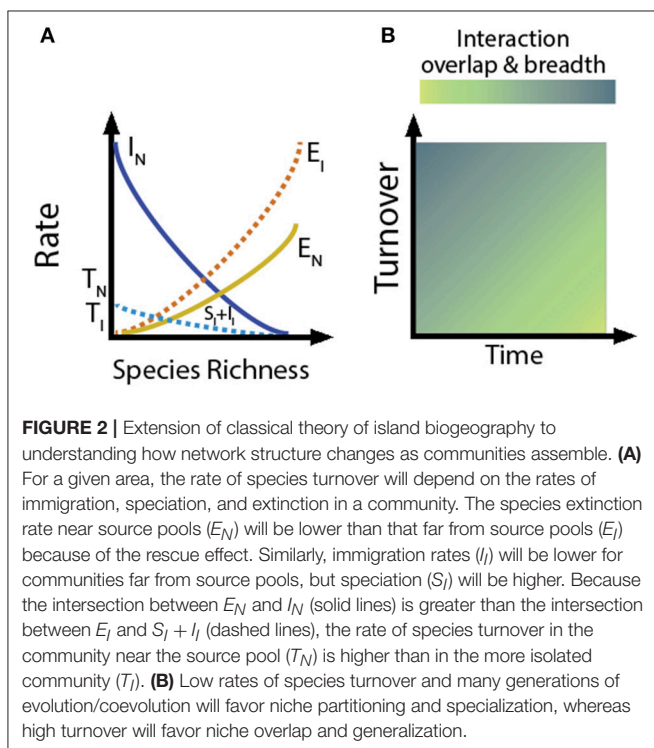 A
B
Interaction
overlap & breadth
I_N
E_I
E_N
Rate
T_N
T_I
S_I+I_I
Species Richness
Turnover
Time
FIGURE 2 | Extension of classical theory of island biogeography to
understanding how network structure changes as communities assemble. (A)
For a given area, the rate of species turnover will depend on the rates of
immigration, speciation, and extinction in a community. The species extinction
rate near source pools (E_N) will be lower than that far from source pools (E_I)
because of the rescue effect. Similarly, immigration rates (I_I) will be lower for
communities far from source pools, but speciation (S_I) will be higher. Because
the intersection between E_N and I_N (solid lines) is greater than the intersection
between E_I and S_I + I_I (dashed lines), the rate of species turnover in the
community near the source pool (T_N) is higher than in the more isolated
community (T_I). (B) Low rates of species turnover and many generations of
evolution/coevolution will favor niche partitioning and specialization, whereas
high turnover will favor niche overlap and generalization.